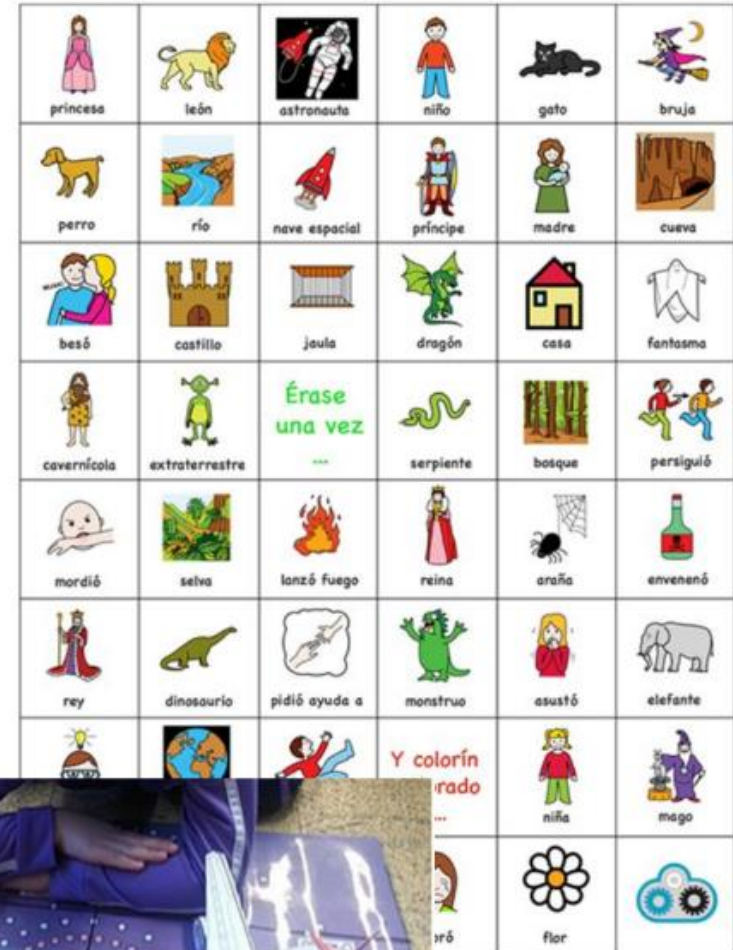 princesa león astronauta niño gato bruja
perro río nave espacial príncipe madre cueva
besó castillo jaula dragón casa fantasma
Érase
una vez
...
cavernícola extraterrestre serpiente bosque persiguió
mordió selva lanzó fuego reina araña envenenó
rey dinosaurio pidió ayuda a monstruo asustó elefante
Y colorín
...
niña mago
flor